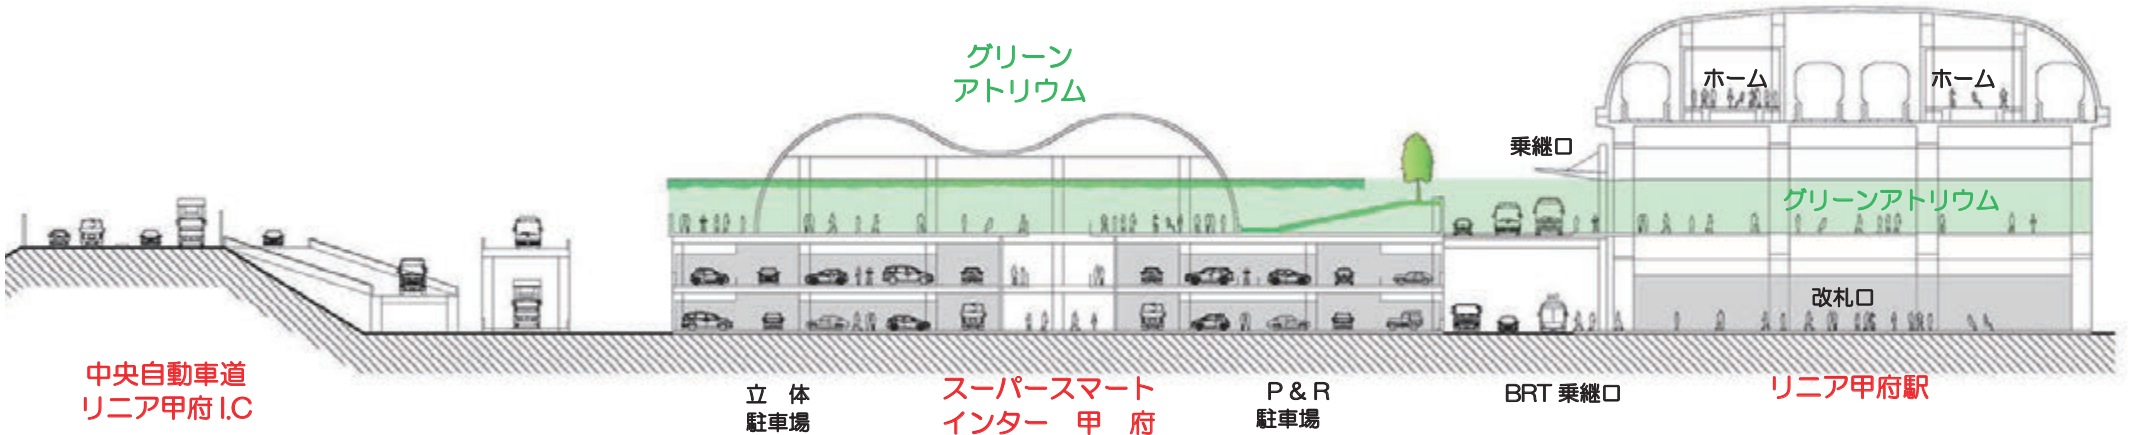 グリーン
アトリウム
ホーム
ホーム
乗継口
グリーンアトリウム
改札口
中央自動車道
リニア甲府I.C
立 体
駐車場
スーパースマート
インター 甲 府
P & R
駐車場
BRT 乗継口
リニア甲府駅